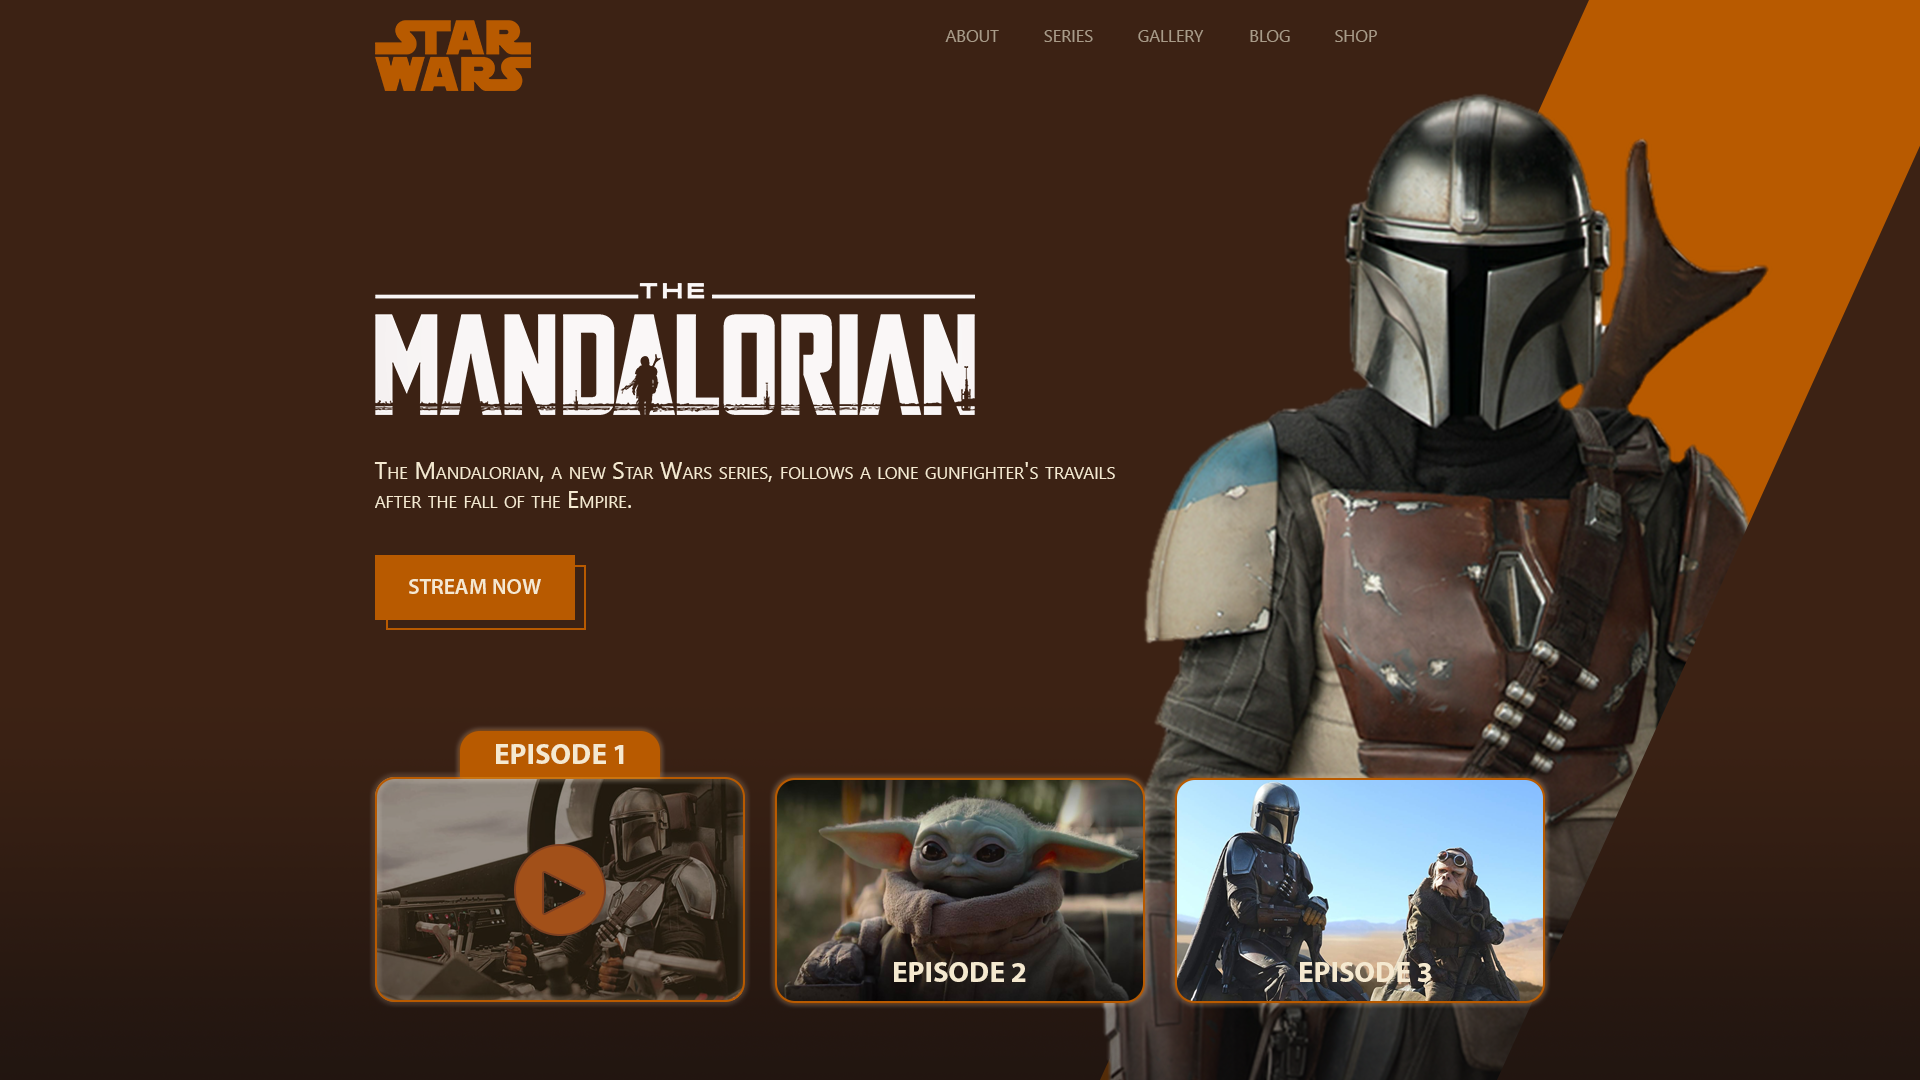 STAR
WARS
ABOUT SERIES GALLERY BLOG SHOP
THE
MANDALORIAN
The Mandalorian, a new Star Wars series, follows a lone gunfighter's travails
after the fall of the Empire.
STREAM NOW
EPISODE 1
EPISODE 2
EPISODE 3